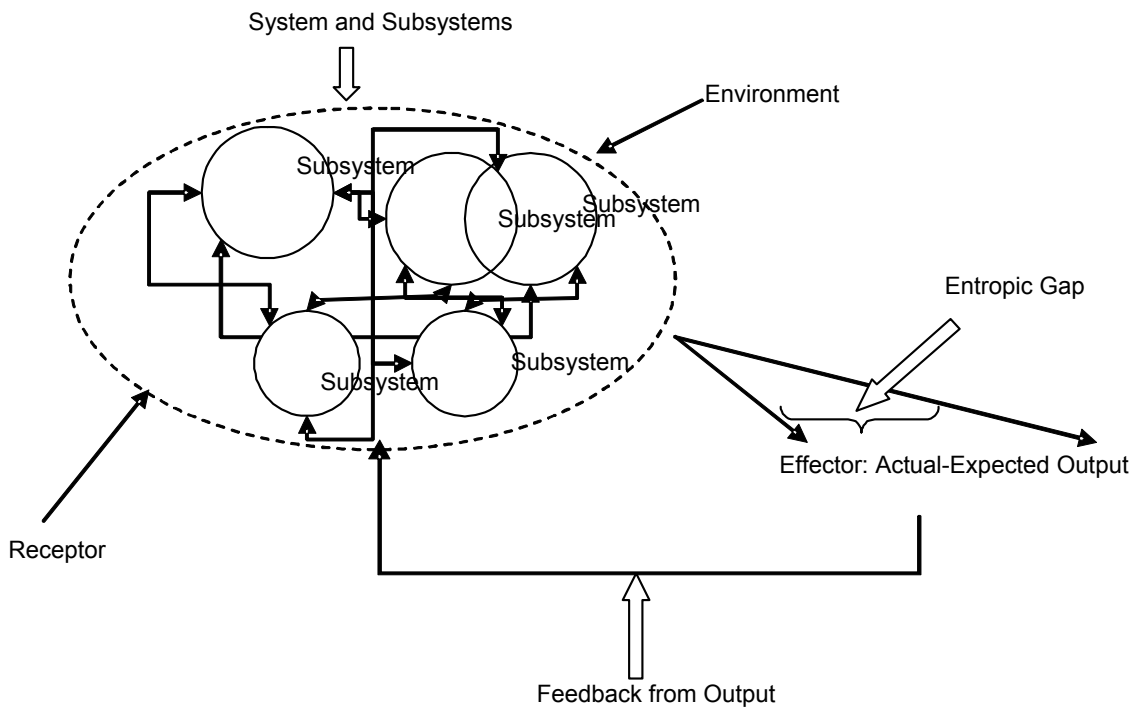 System and Subsystems
Environment
Subsystem
Subsystem
Subsystem
Entropic Gap
Subsystem
Subsystem
Effector: Actual-Expected Output
Receptor
Feedback from Output